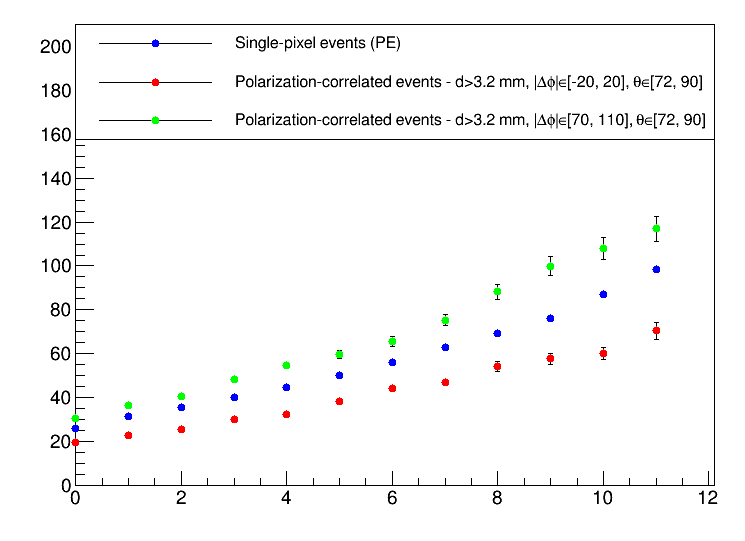 200
Single-pixel events (PE)
180
Polarization-correlated events - d>3.2 mm, |Δϕ|∈[-20, 20], θ∈[72, 90]
160
Polarization-correlated events - d>3.2 mm, |Δϕ|∈[70, 110], θ∈[72, 90]
140
120
100
80
60
40
20
0
0 2 4 6 8 10 12